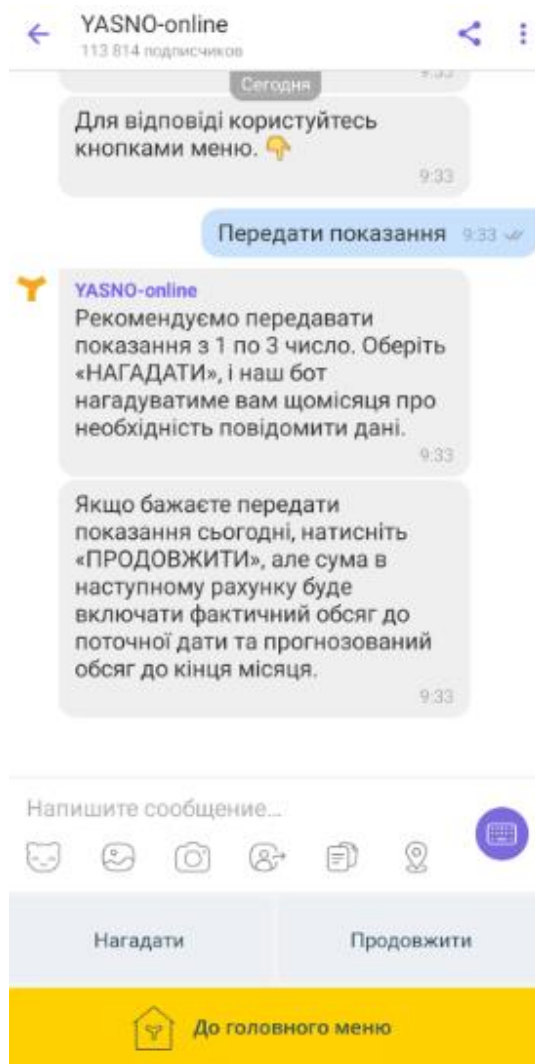 YASNO-online
113 814 подписчиков
Сегодня
Для відповіді користуйтесь
кнопками меню. 👇
9:33
Передати показання 9:33
YASNO-online
Рекомендуємо передавати
показання з 1 по 3 число. Оберіть
«НАГАДАТИ», і наш бот
нагадуватиме вам щомісяця про
необхідність повідомити дані.
9:33
Якщо бажаєте передати
показання сьогодні, натисніть
«ПРОДОВЖИТИ», але сума в
наступному рахунку буде
включати фактичний обсяг до
поточної дати та прогнозований
обсяг до кінця місяця.
9:33
Напишите сообщение...
Нагадати Продовжити
До головного меню